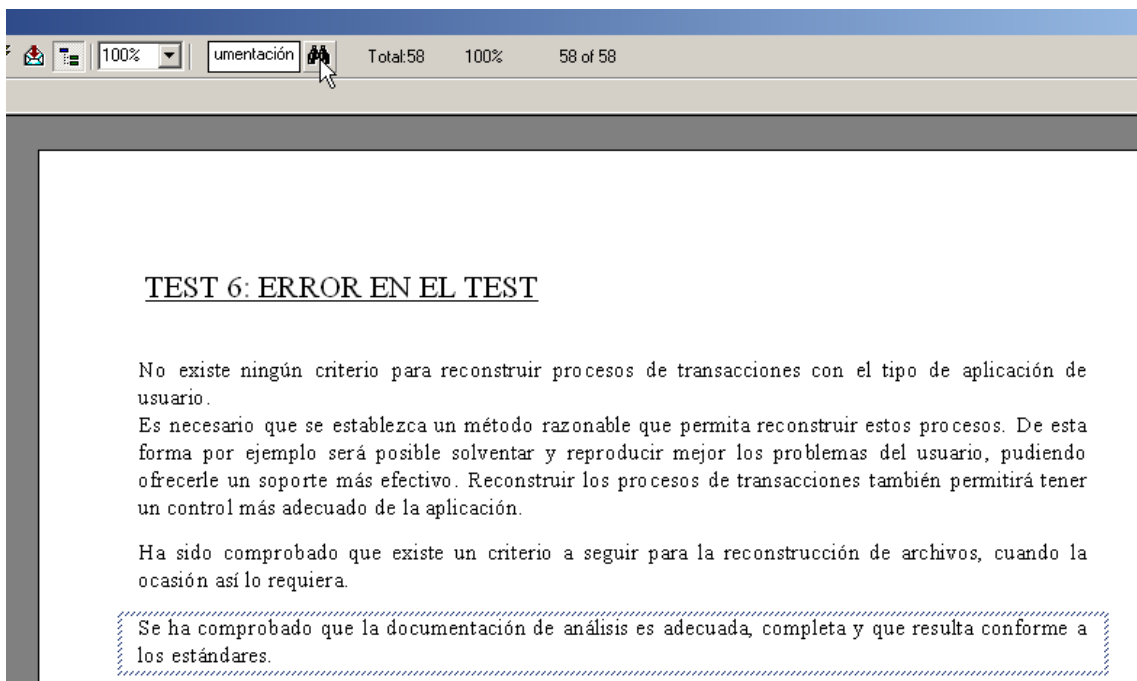 100% umentación Total:58 100% 58 of 58
TEST 6: ERROR EN EL TEST
No existe ningún criterio para reconstruir procesos de transacciones con el tipo de aplicación de
usuario.
Es necesario que se establezca un método razonable que permita reconstruir estos procesos. De esta
forma por ejemplo será posible solventar y reproducir mejor los problemas del usuario, pudiendo
ofrecerle un soporte más efectivo. Reconstruir los procesos de transacciones también permitirá tener
un control más adecuado de la aplicación.
Ha sido comprobado que existe un criterio a seguir para la reconstrucción de archivos, cuando la
ocasión así lo requiera.
Se ha comprobado que la documentación de análisis es adecuada, completa y que resulta conforme a
los estándares.